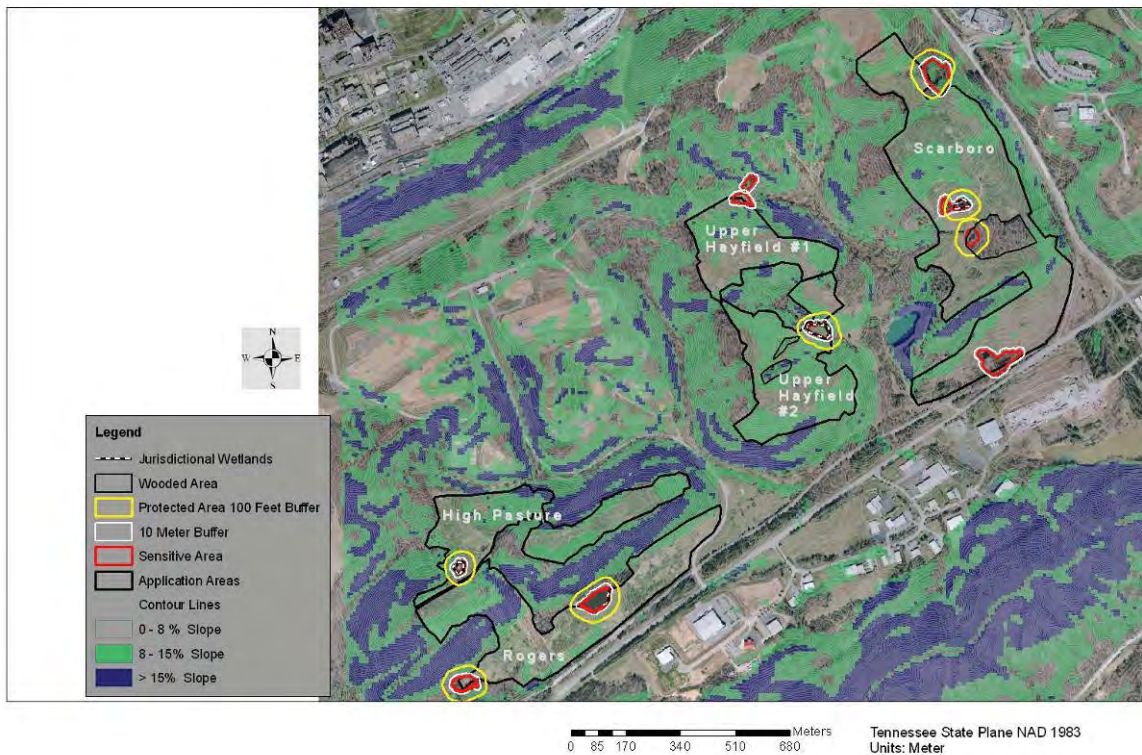 Scarboro
Upper
Hayfield #1
Upper
Hayfield
#2
High Pasture
Rogers
N
W E
S
Legend
Jurisdictional Wetlands
Wooded Area
Protected Area 100 Feet Buffer
10 Meter Buffer
Sensitive Area
Application Areas
Contour Lines
0 - 8 % Slope
8 - 15% Slope
> 15% Slope
Meters
0 85 170 340 510 680
Tennessee State Plane NAD 1983
Units: Meter